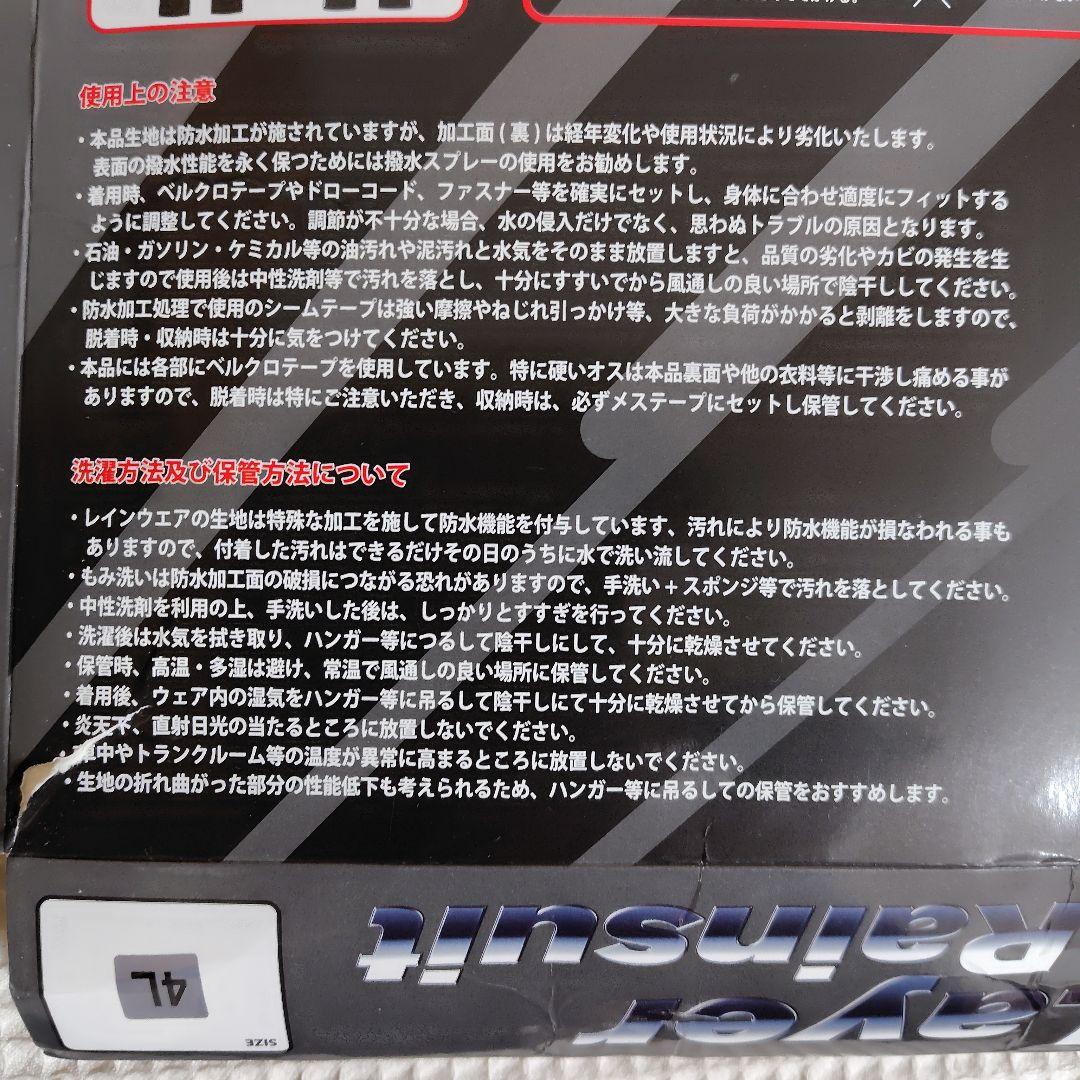 使用上の注意
・本品生地は防水加工が施されていますが、加工面(裏)は経年変化や使用状況により劣化いたします。
表面の撥水性能を永く保つためには撥水スプレーの使用をお勧めします。
・着用時、ベルクロテープやドローコード、ファスナー等を確実にセットし、身体に合わせ適度にフィットする
ように調整してください。調節が不十分な場合、水の侵入だけでなく、思わぬトラブルの原因となります。
・石油・ガソリン・ケミカル等の油汚れや泥汚れと水気をそのまま放置しますと、品質の劣化やカビの発生を生
じますので使用後は中性洗剤等で汚れを落とし、十分にすすいでから風通しの良い場所で陰干ししてください。
・防水加工処理で使用のシームテープは強い摩擦やねじれ引っかけ等、大きな負荷がかかると剥離をしますので、
脱着時・収納時は十分に気をつけてください。
・本品には各部にベルクロテープを使用しています。特に硬いオスは本品裏面や他の衣料等に干渉し痛める事が
ありますので、脱着時は特にご注意いただき、収納時は、必ずメステープにセットし保管してください。
洗濯方法及び保管方法について
・レインウエアの生地は特殊な加工を施して防水機能を付与しています、汚れにより防水機能が損なわれる事も
ありますので、付着した汚れはできるだけその日のうちに水で洗い流してください。
・もみ洗いは防水加工面の破損につながる恐れがありますので、手洗い+スポンジ等で汚れを落としてください。
・中性洗剤を利用の上、手洗いした後は、しっかりとすすぎを行ってください。
・洗濯後は水気を拭き取り、ハンガー等につるして陰干しにして、十分に乾燥させてください。
・保管時、高温・多湿は避け、常温で風通しの良い場所に保管してください。
・着用後、ウェア内の湿気をハンガー等に吊るして陰干しにて十分に乾燥させてから保管してください。
・炎天下、直射日光の当たるところに放置しないでください。
・車中やトランクルーム等の温度が異常に高まるところに放置しないでください。
・生地の折れ曲がった部分の性能低下も考えられるため、ハンガー等に吊るしての保管をおすすめします。
Rainsuit
Layer
4L
SIZE